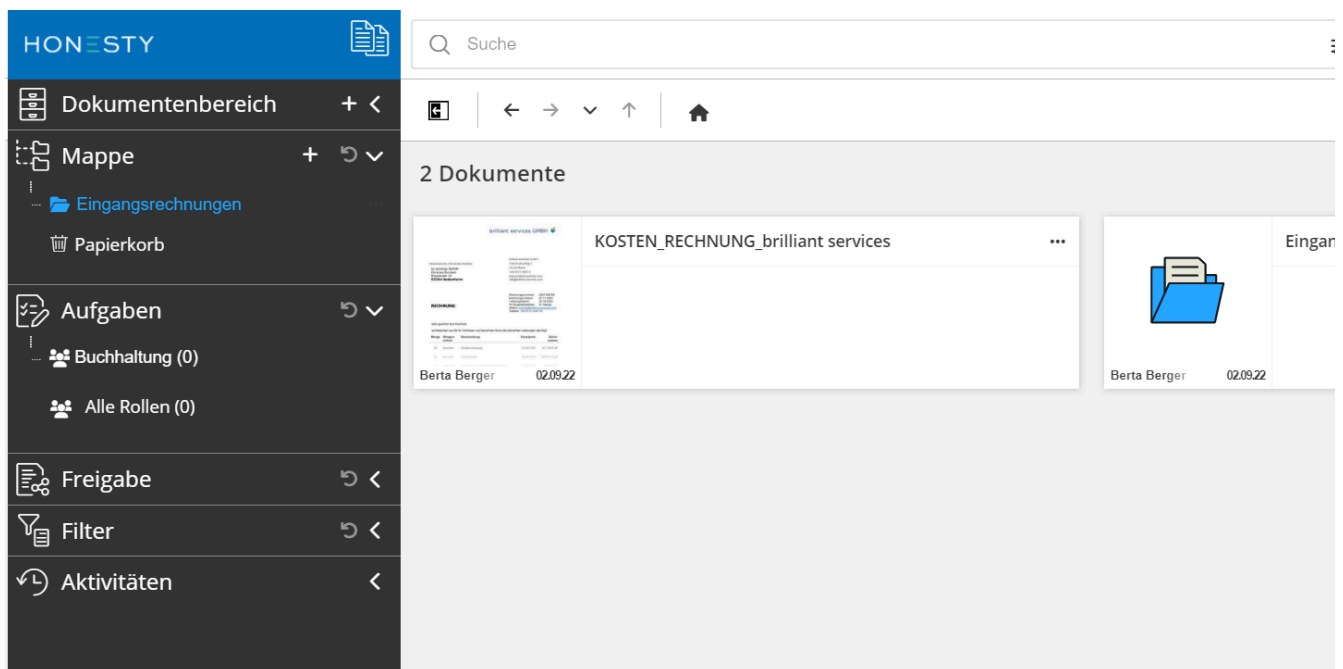 HONESTY
Suche
Dokumentenbereich
Mappe
Eingangsrechnungen
Papierkorb
Aufgaben
Buchhaltung (0)
Alle Rollen (0)
Freigabe
Filter
Aktivitäten
2 Dokumente
brilliant services GMBH
RECHNUNG
Berta Berger 02.09.22
KOSTEN_RECHNUNG_brilliant services
Berta Berger 02.09.22
Eingan